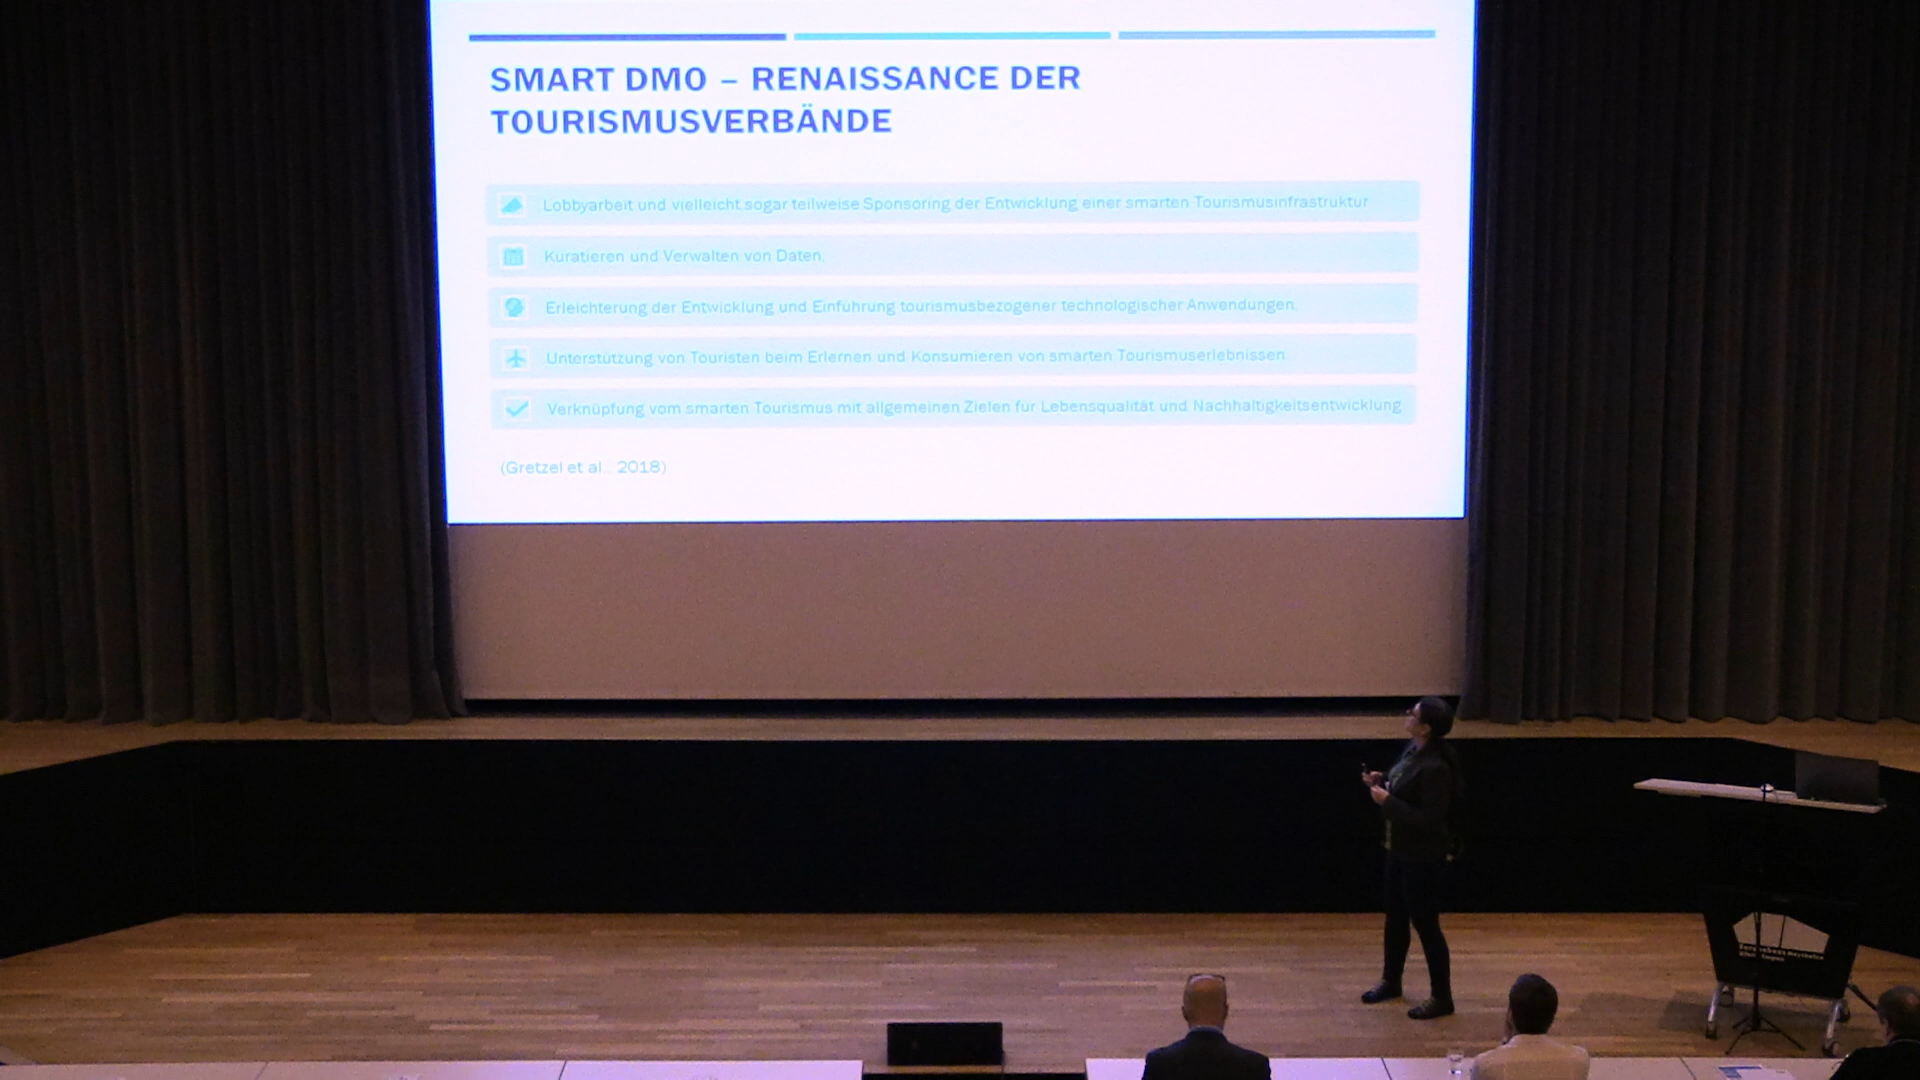 SMART DMO – RENAISSANCE DER
TOURISMUSVERBÄNDE
Lobbyarbeit und vielleicht sogar teilweise Sponsoring der Entwicklung einer smarten Tourismusinfrastruktur
Kuratieren und Verwalten von Daten.
Erleichterung der Entwicklung und Einführung tourismusbezogener technologischer Anwendungen.
Unterstützung von Touristen beim Erlernen und Konsumieren von smarten Tourismuserlebnissen.
Verknüpfung vom smarten Tourismus mit allgemeinen Zielen für Lebensqualität und Nachhaltigkeitsentwicklung
(Gretzel et al., 2018)